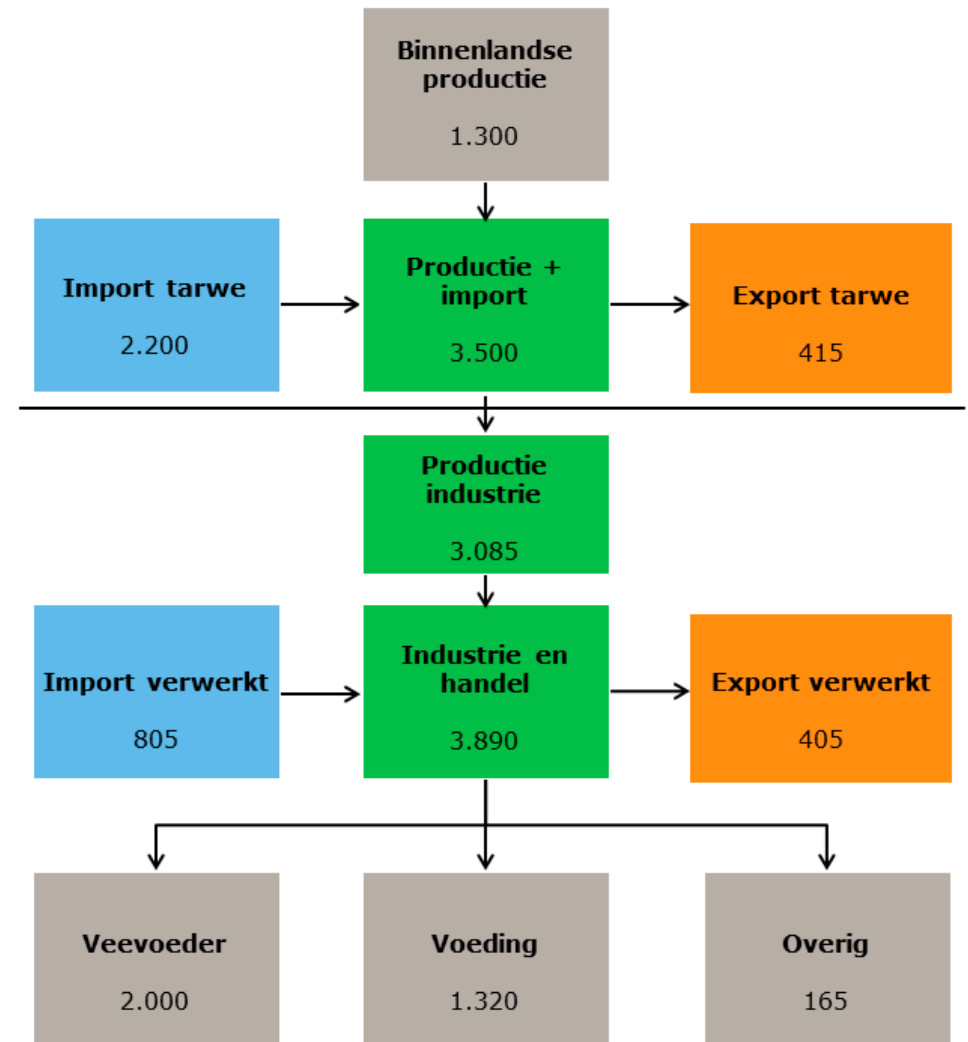 Binnenlandse
productie
1.300
Import tarwe
2.200
Productie +
import
3.500
Export tarwe
415
Productie
industrie
3.085
Import verwerkt
805
Industrie en
handel
3.890
Export verwerkt
405
Veevoeder
2.000
Voeding
1.320
Overig
165